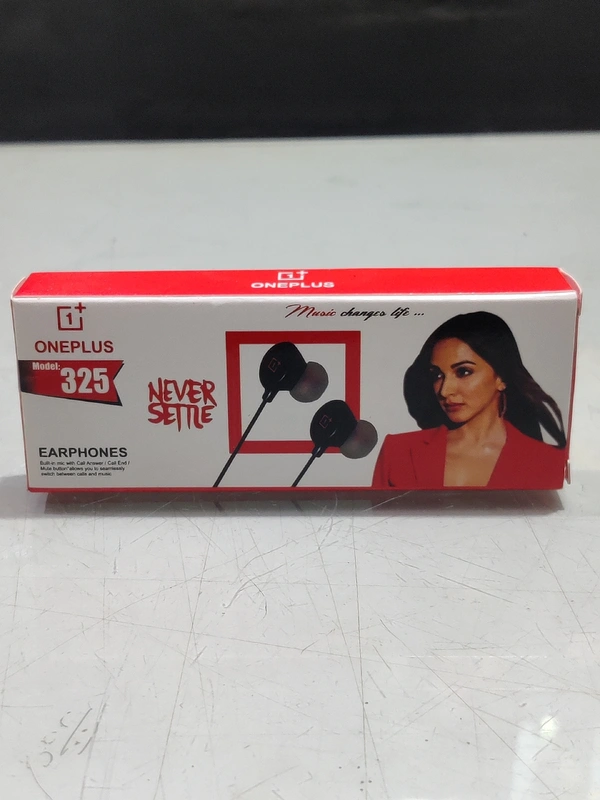 ONEPLUS
Music changes life ...
1+
ONEPLUS
Model:
325
NEVER
SETTLE
EARPHONES
Built-in mic with Call Answer / Call End /
Mute button" allows you to seamlessly
switch between calls and music